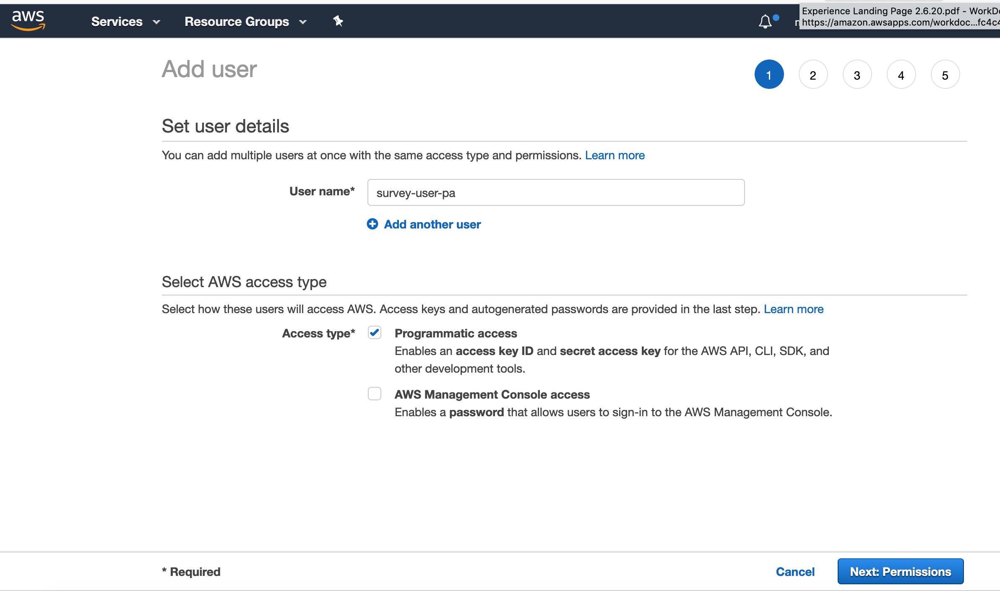 aws Services Resource Groups
Experience Landing Page 2.6.20.pdf -
https://amazon.awsapps.com/workdoc...fc4c4
Add user
1 2 3 4 5
Set user details
You can add multiple users at once with the same access type and permissions. Learn more
User name* survey-user-pa
Add another user
Select AWS access type
Select how these users will access AWS. Access keys and autogenerated passwords are provided in the last step. Learn more
Access type* Programmatic access
Enables an access key ID and secret access key for the AWS API, CLI, SDK, and
other development tools.
AWS Management Console access
Enables a password that allows users to sign-in to the AWS Management Console.
* Required Cancel Next: Permissions